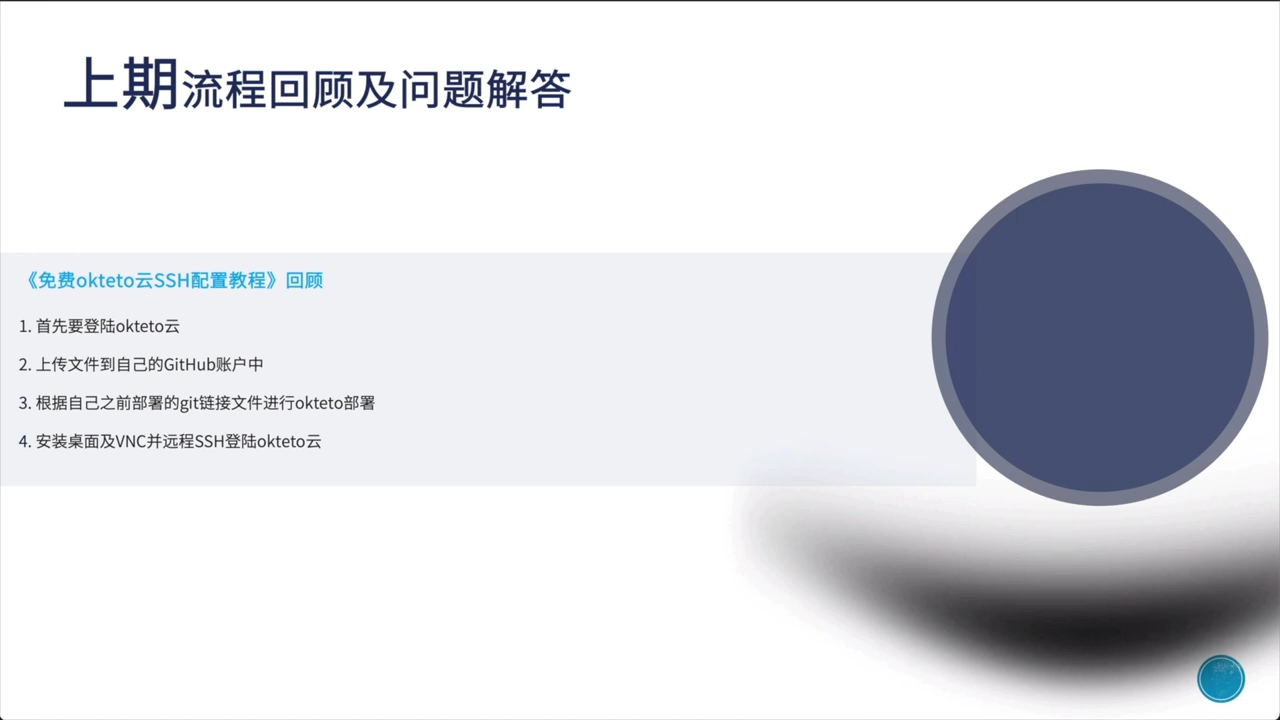 上期流程回顾及问题解答
《免费okteto云SSH配置教程》回顾
1. 首先要登陆okteto云
2. 上传文件到自己的GitHub账户中
3. 根据自己之前部署的git链接文件进行okteto部署
4. 安装桌面及VNC并远程SSH登陆okteto云